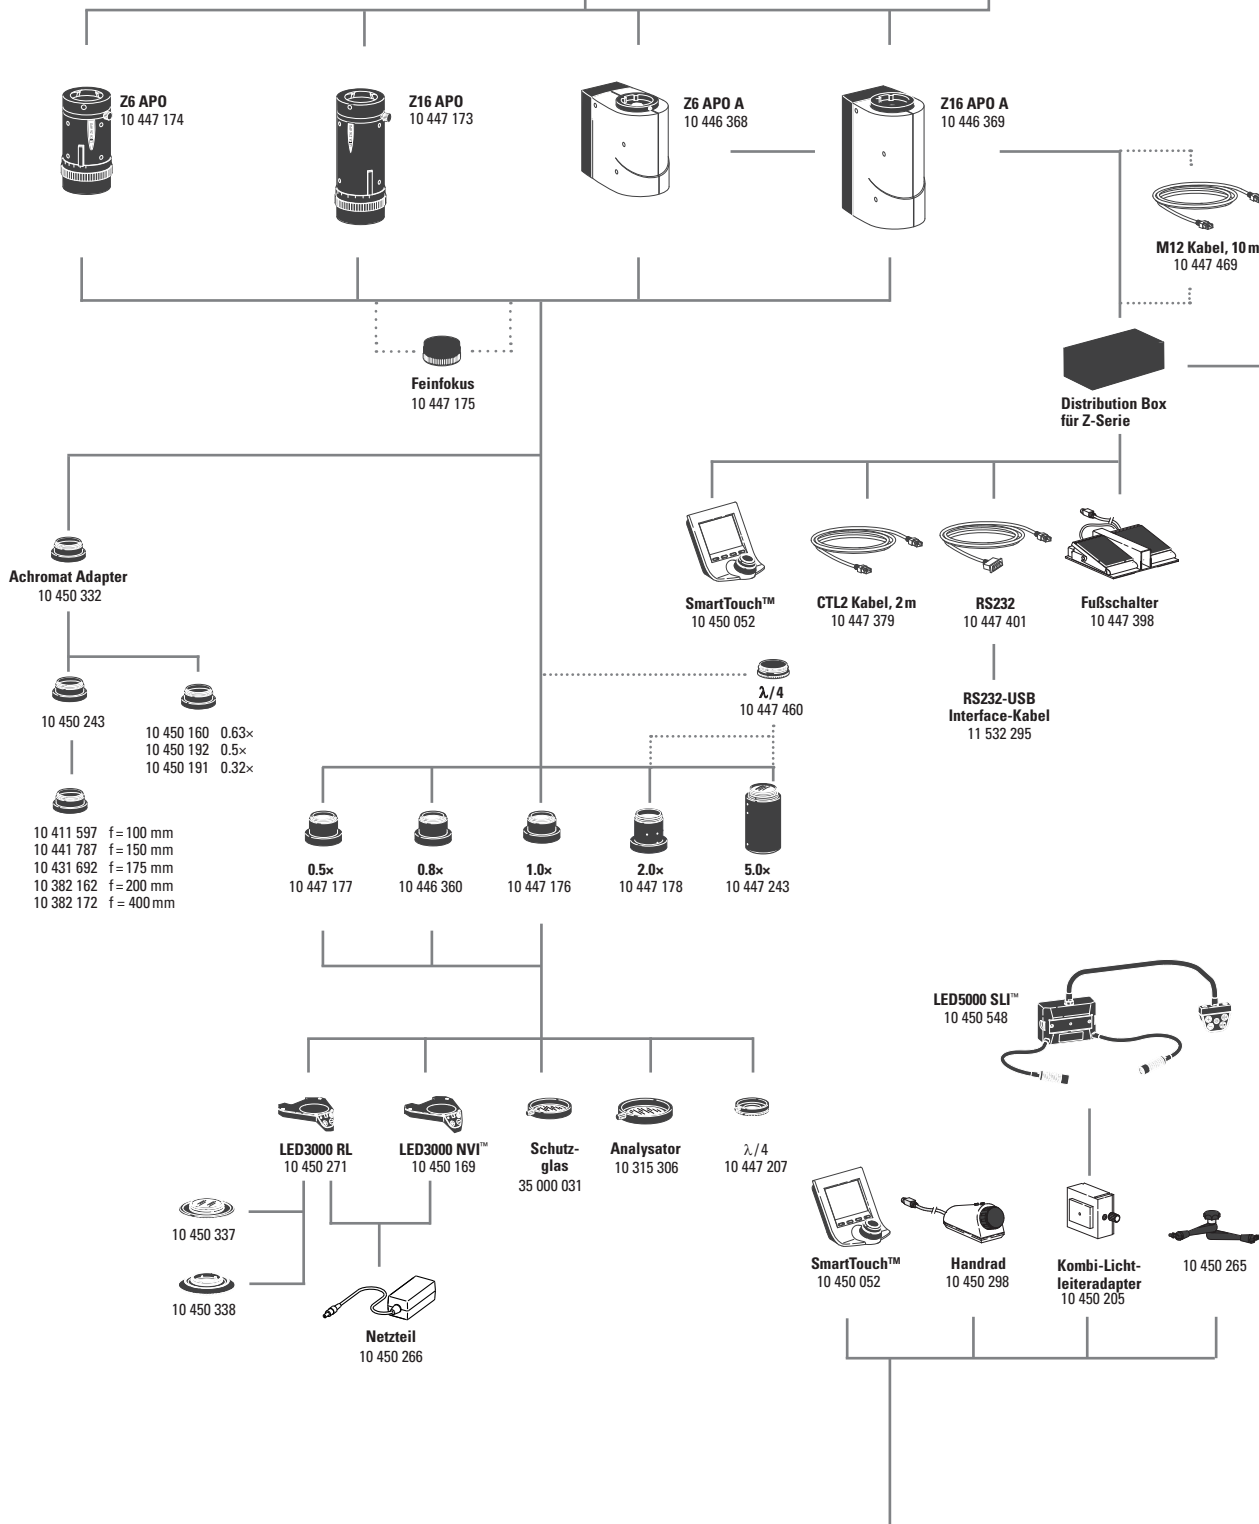 Z6 APO
10 447 174
Z16 APO
10 447 173
Z6 APO A
10 446 368
Z16 APO A
10 446 369
M12 Kabel, 10 m
10 447 469
Feinfokus
10 447 175
Distribution Box
für Z-Serie
Achromat Adapter
10 450 332
SmartTouch™
10 450 052
CTL2 Kabel, 2 m
10 447 379
RS232
10 447 401
Fußschalter
10 447 398
RS232-USB
Interface-Kabel
11 532 295
λ/4
10 447 460
10 450 243
10 450 160 0.63×
10 450 192 0.5×
10 450 191 0.32×
10 411 597 f = 100 mm
10 441 787 f = 150 mm
10 431 692 f = 175 mm
10 382 162 f = 200 mm
10 382 172 f = 400 mm
0.5×
10 447 177
0.8×
10 446 360
1.0×
10 447 176
2.0×
10 447 178
5.0×
10 447 243
LED5000 SLI™
10 450 548
LED3000 RL
10 450 271
LED3000 NVI™
10 450 169
Schutz-
glas
35 000 031
Analysator
10 315 306
λ/4
10 447 207
10 450 337
10 450 338
Netzteil
10 450 266
SmartTouch™
10 450 052
Handrad
10 450 298
Kombi-Licht-
leiteradapter
10 450 205
10 450 265